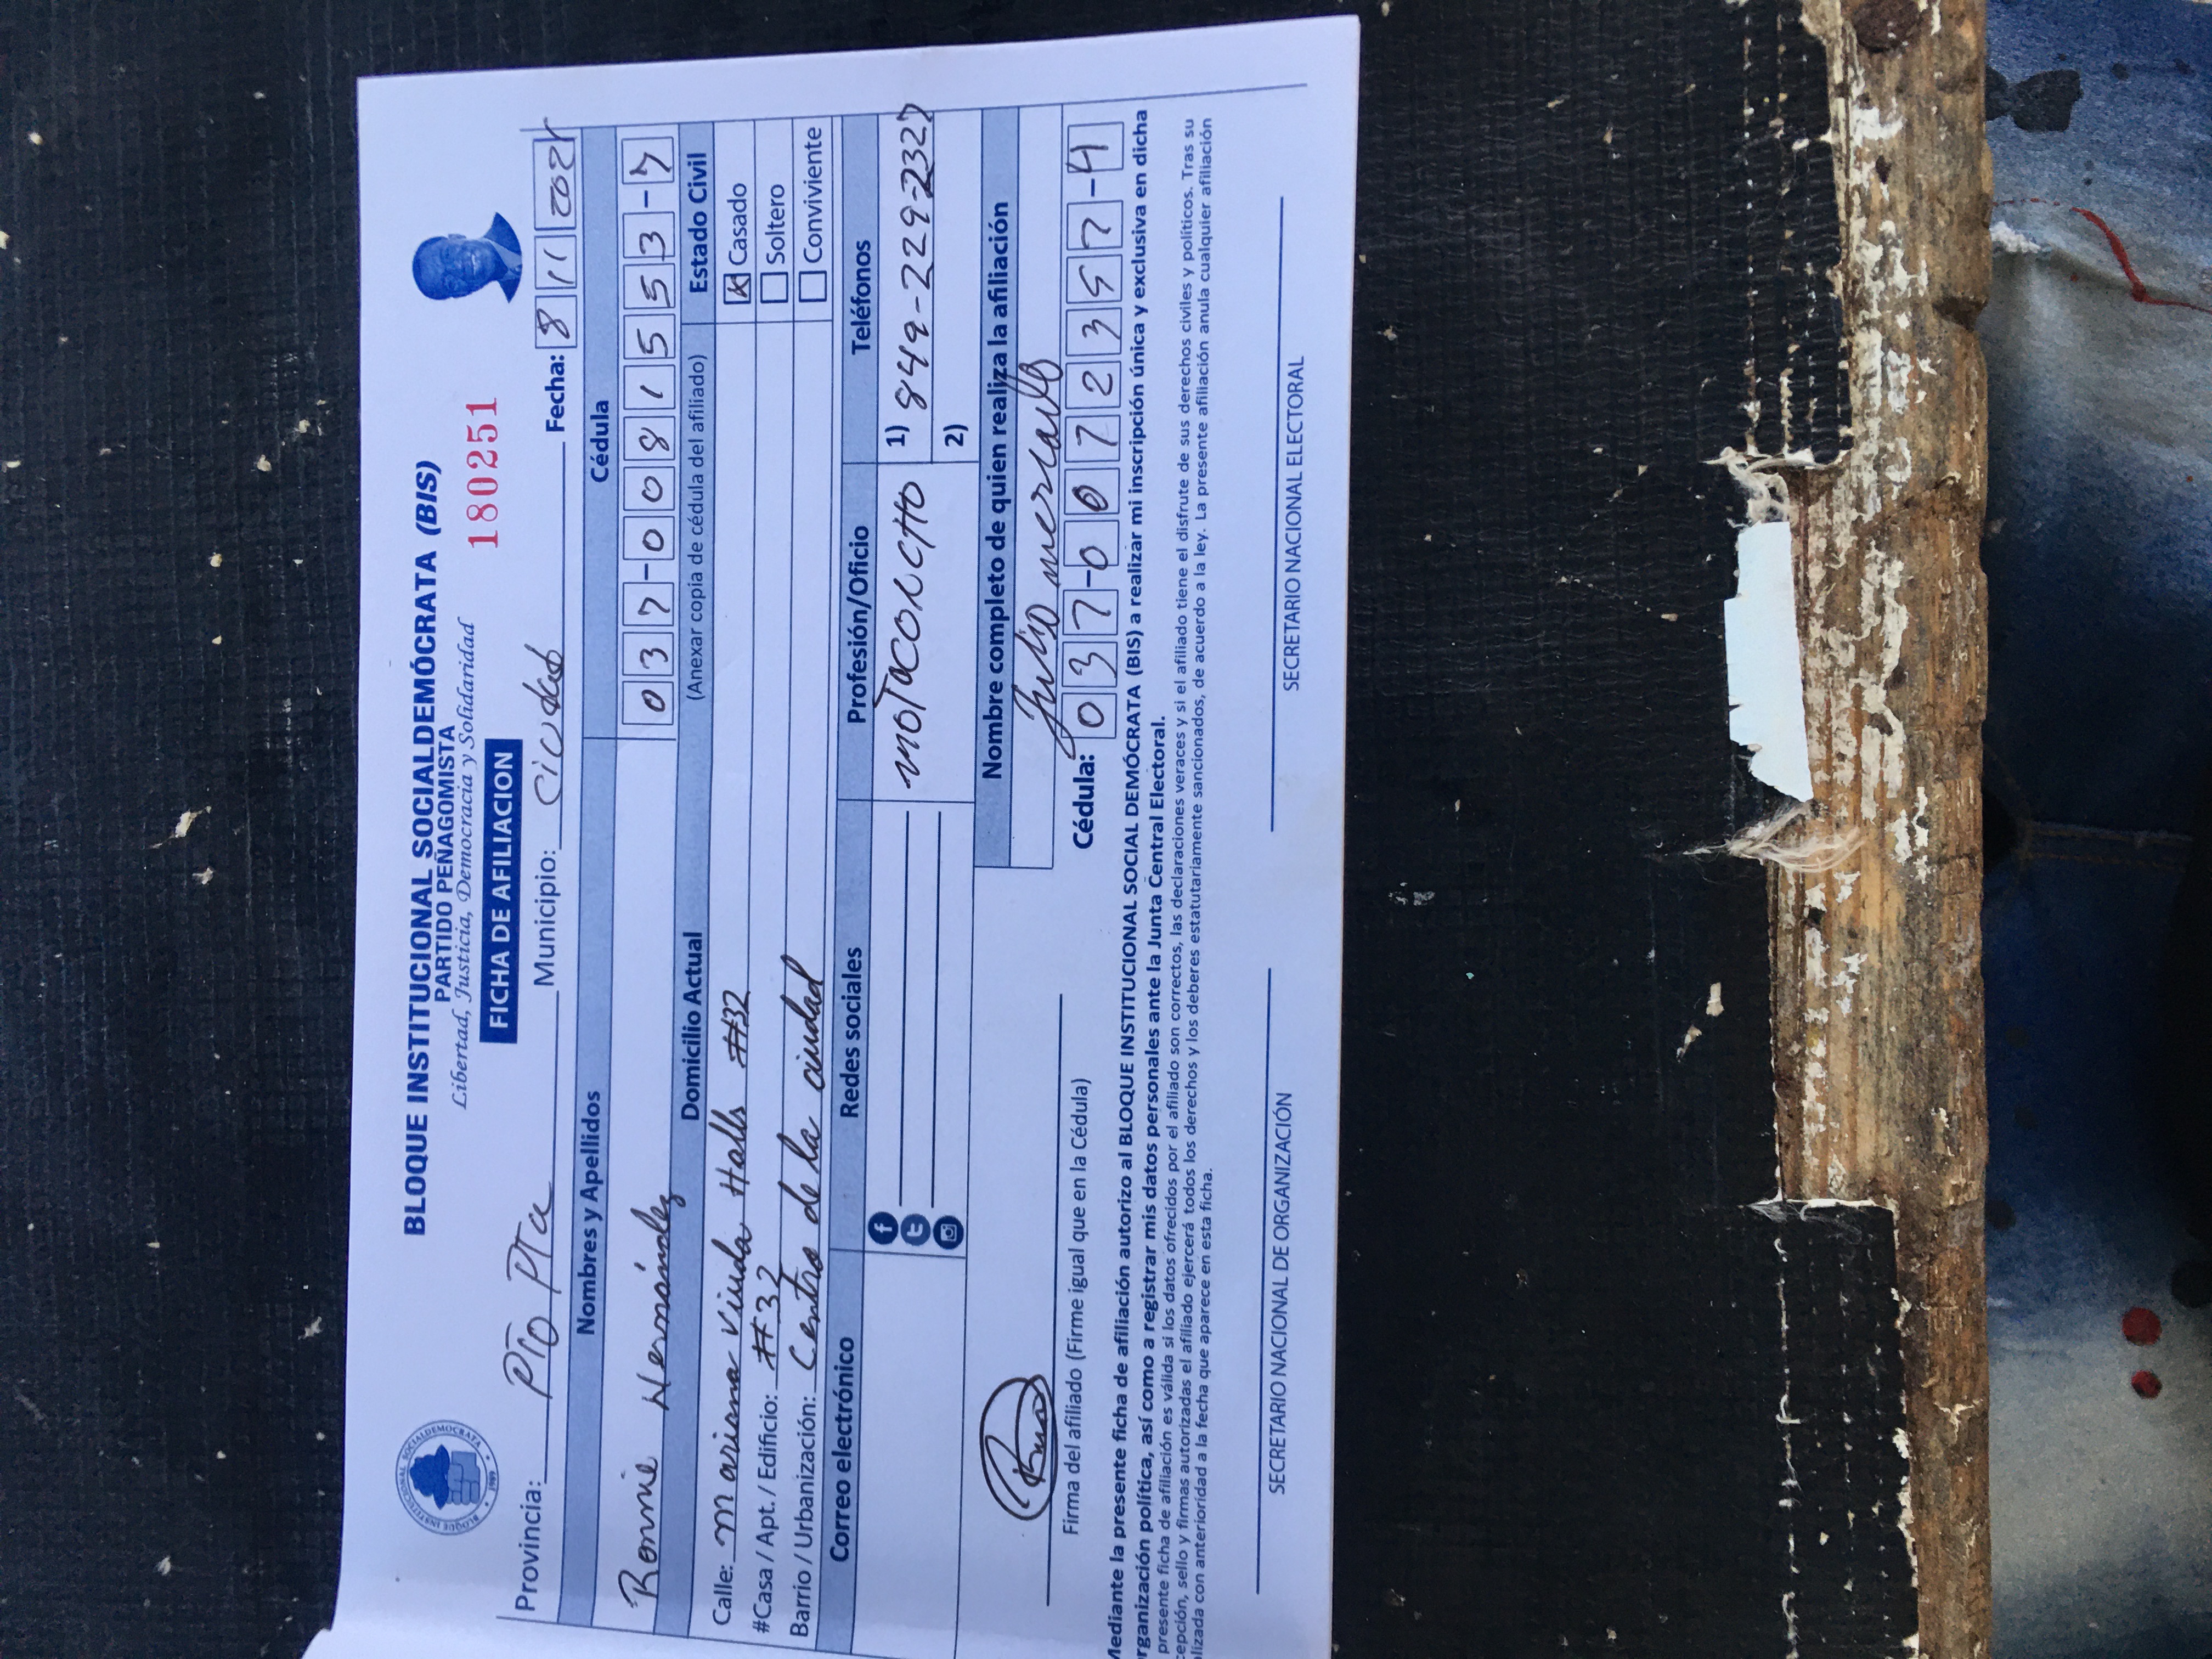 BLOQUE INSTITUCIONAL SOCIALDEMÓCRATA (BIS)
PARTIDO PEÑAGOMISTA
Libertad, Justicia, Democracia y Solidaridad
FICHA DE AFILIACION
180251
BLOQUE INSTITUCIONAL SOCIALDEMOCRATA
1989
Provincia: PTO PTa Municipio: Ciudad Fecha: 8 11 2021
Nombres y Apellidos Cédula
Ronnie Hernández 037-0081553-7
Domicilio Actual (Anexar copia de cédula del afiliado) Estado Civil
Calle: mariana Viuda Halls #32 Casado
#Casa / Apt. / Edificio: #32 Soltero
Barrio / Urbanización: Centro de la ciudad Conviviente
Correo electrónico Redes sociales Profesión/Oficio Teléfonos
moTaconcho 1) 849-229-2327
2)
Nombre completo de quien realiza la afiliación
Julio mercado
Cédula: 037-0072357-4
Firma del afiliado (Firme igual que en la Cédula)
Mediante la presente ficha de afiliación autorizo al BLOQUE INSTITUCIONAL SOCIAL DEMÓCRATA (BIS) a realizar mi inscripción única y exclusiva en dicha
organización política, así como a registrar mis datos personales ante la Junta Central Electoral.
presente ficha de afiliación es válida si los datos ofrecidos por el afiliado son correctos, las declaraciones veraces y si el afiliado tiene el disfrute de sus derechos civiles y políticos. Tras su
cepción, sello y firmas autorizadas el afiliado ejercerá todos los derechos y los deberes estatutariamente sancionados, de acuerdo a la ley. La presente afiliación anula cualquier afiliación
lizada con anterioridad a la fecha que aparece en esta ficha.
SECRETARIO NACIONAL DE ORGANIZACIÓN SECRETARIO NACIONAL ELECTORAL